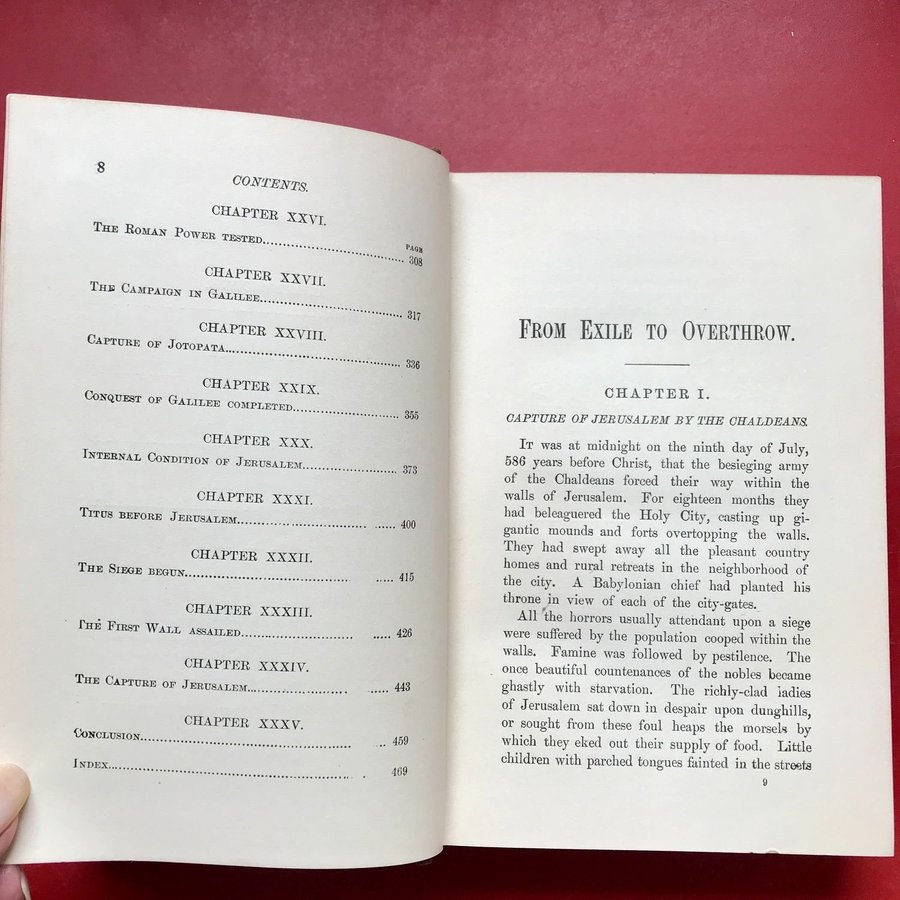 8
CONTENTS.
CHAPTER XXVI.
PAGE
THE ROMAN POWER TESTED.................................... 308
CHAPTER XXVII.
THE CAMPAIGN IN GALILEE.................................... 317
CHAPTER XXVIII.
CAPTURE OF JOTOPATA.......................................... 336
CHAPTER XXIX.
CONQUEST OF GALILEE COMPLETED.......................... 355
CHAPTER XXX.
INTERNAL CONDITION OF JERUSALEM....................... 373
CHAPTER XXXI.
TITUS BEFORE JERUSALEM............................. ...... 400
CHAPTER XXXII.
THE SIEGE BEGUN........................................ ..... 415
CHAPTER XXXIII.
THE FIRST WALL ASSAILED........................... ..... 426
CHAPTER XXXIV.
THE CAPTURE OF JERUSALEM........................ ...... 443
CHAPTER XXXV.
CONCLUSION................................................ .. . 459
INDEX........................................................ . 469
FROM EXILE TO OVERTHROW.
CHAPTER I.
CAPTURE OF JERUSALEM BY THE CHALDEANS.
IT was at midnight on the ninth day of July,
586 years before Christ, that the besieging army
of the Chaldeans forced their way within the
walls of Jerusalem. For eighteen months they
had beleaguered the Holy City, casting up gi-
gantic mounds and forts overtopping the walls.
They had swept away all the pleasant country
homes and rural retreats in the neighborhood of
the city. A Babylonian chief had planted his
throne in view of each of the city-gates.
All the horrors usually attendant upon a siege
were suffered by the population cooped within the
walls. Famine was followed by pestilence. The
once beautiful countenances of the nobles became
ghastly with starvation. The richly-clad ladies
of Jerusalem sat down in despair upon dunghills,
or sought from these foul heaps the morsels by
which they eked out their supply of food. Little
children with parched tongues fainted in the streets
9